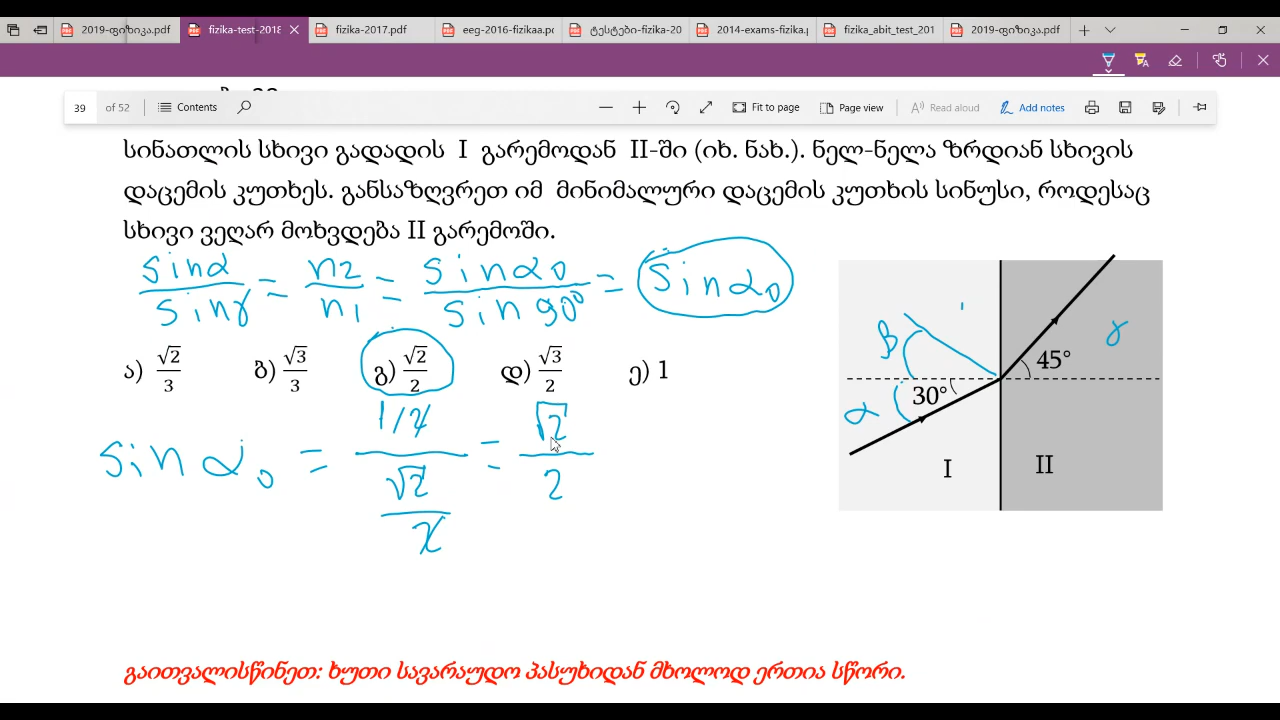 2019-ფიზიკა.pdf fizika-test-2018 fizika-2017.pdf eeg-2016-fizikaa.pd ტესტები-ფიზიკა-20 2014-exams-fizika.p fizika_abit_test_201 2019-ფიზიკა.pdf
39 of 52 Contents Fit to page Page view Read aloud Add notes
სინათლის სხივი გადადის I გარემოდან II-ში (იხ. ნახ.). ნელ-ნელა ზრდიან სხივის
დაცემის კუთხეს. განსაზღვრეთ იმ მინიმალური დაცემის კუთხის სინუსი, როდესაც
სხივი ვეღარ მოხვდება II გარემოში.
sinα/sinγ = n2/n1 = sinα0/sin90° = sinα0
ა) √2/3 ბ) √3/3 გ) √2/2 დ) √3/2 ე) 1
sinα0 = (1/2)/(√2/2) = √2/2
β γ
45°
α 30°
I II
გაითვალისწინეთ: ხუთი სავარაუდო პასუხიდან მხოლოდ ერთია სწორი.